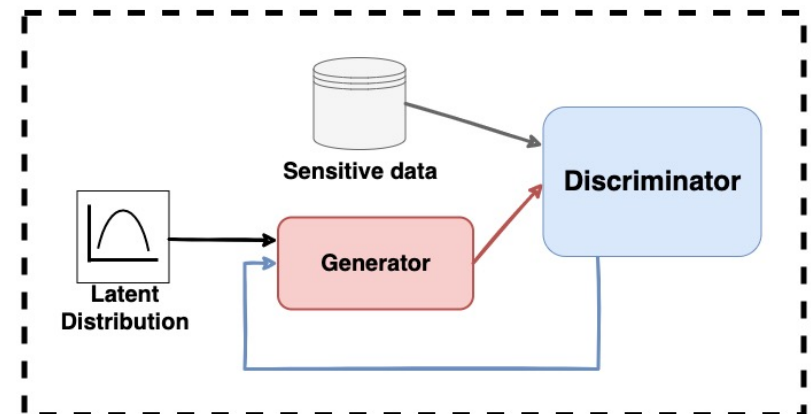 Sensitive data
Discriminator
Generator
Latent
Distribution